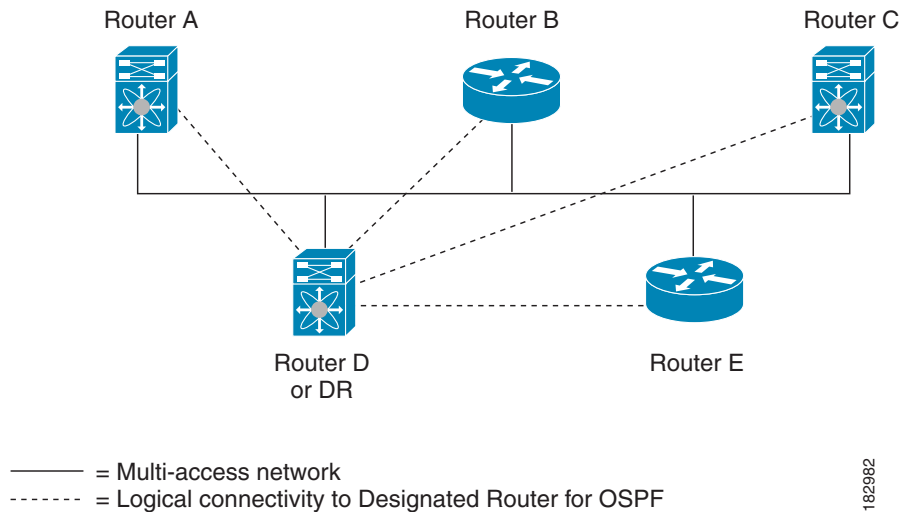 Router A
Router B
Router C
Router D
or DR
Router E
= Multi-access network
= Logical connectivity to Designated Router for OSPF
182982